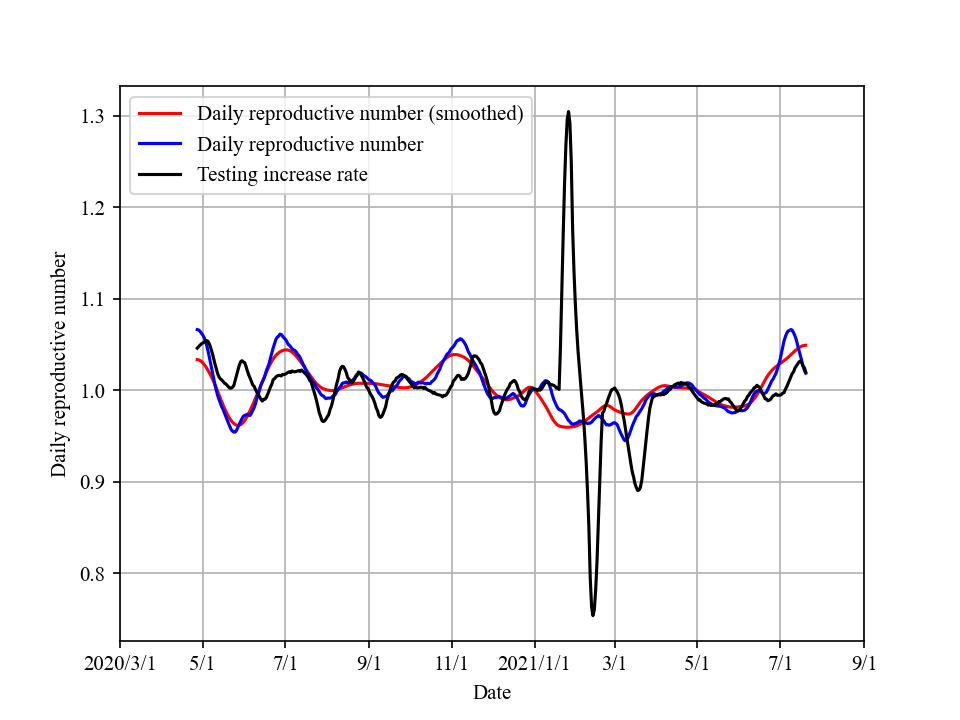 Daily reproductive number (smoothed)
Daily reproductive number
Testing increase rate
Daily reproductive number
1.3
1.2
1.1
1.0
0.9
0.8
2020/3/1 5/1 7/1 9/1 11/1 2021/1/1 3/1 5/1 7/1 9/1
Date